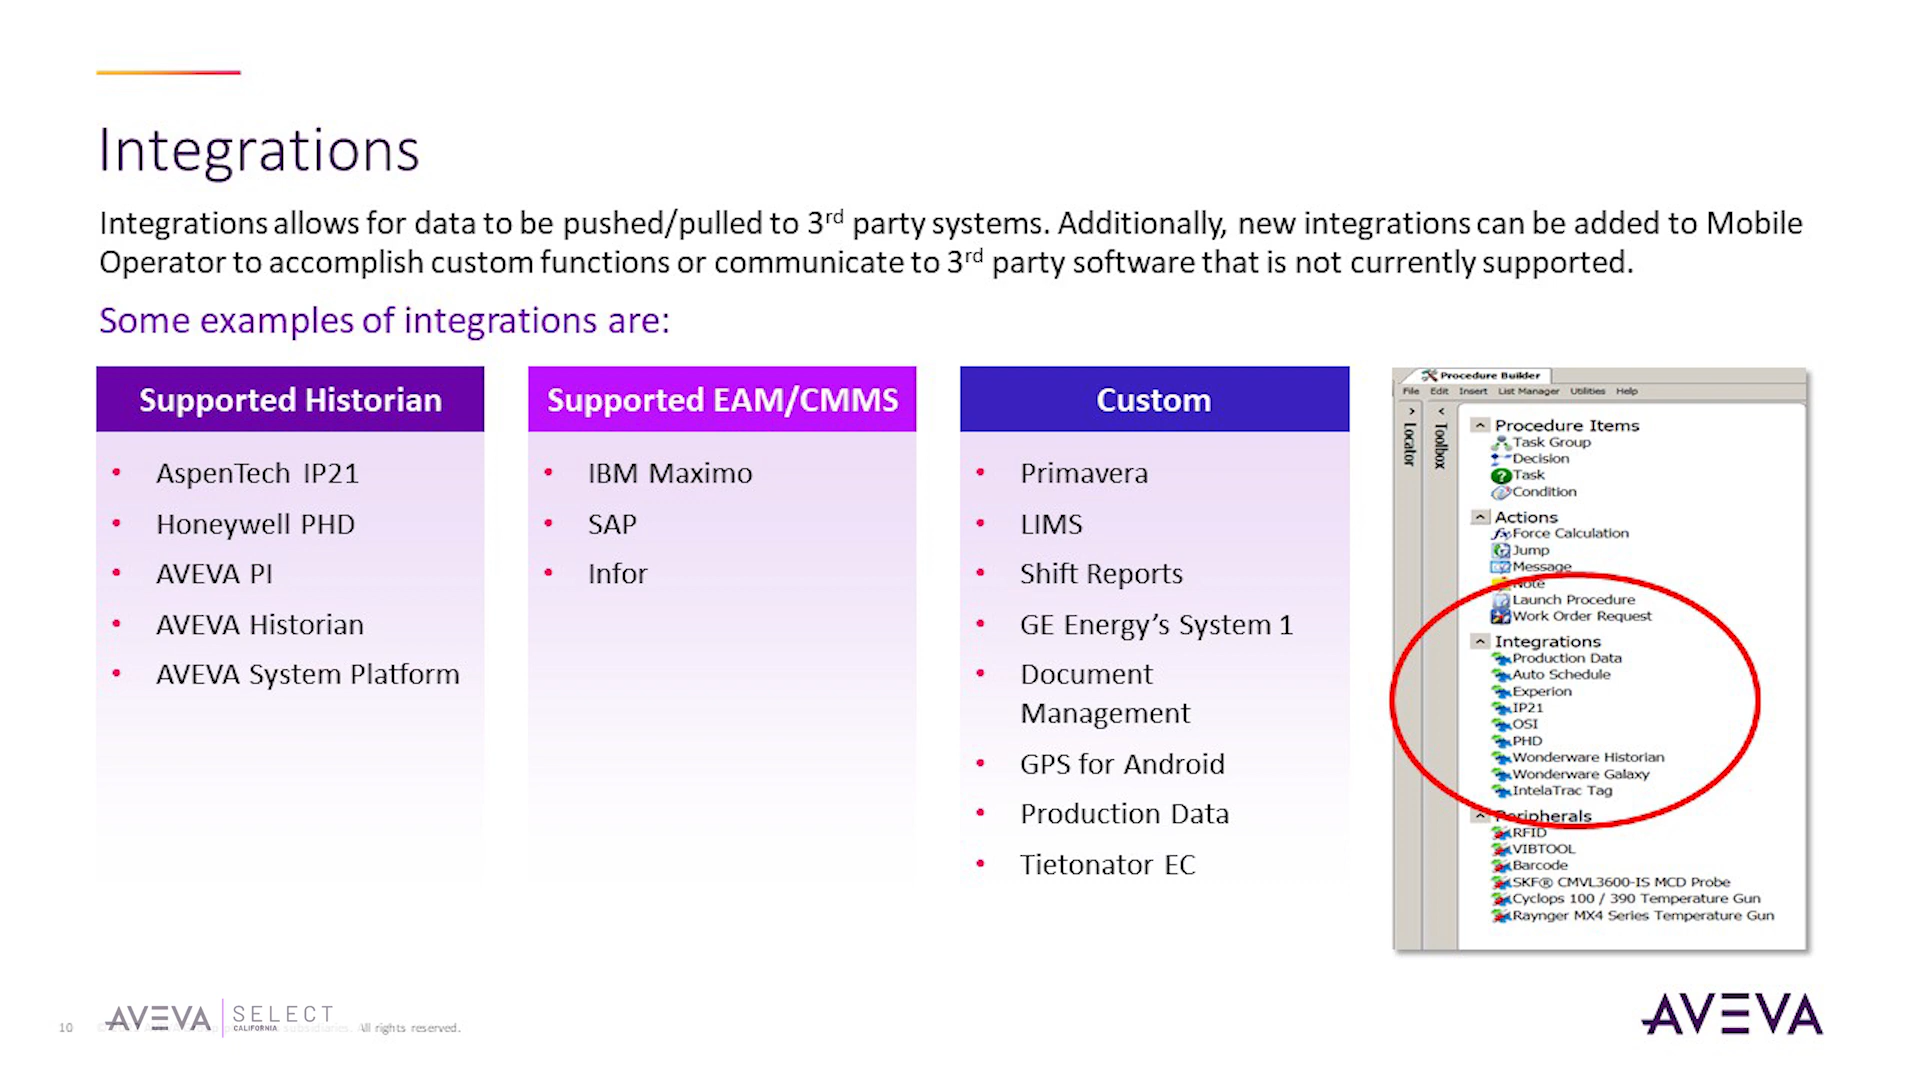 Integrations
Integrations allows for data to be pushed/pulled to 3rd party systems. Additionally, new integrations can be added to Mobile
Operator to accomplish custom functions or communicate to 3rd party software that is not currently supported.
Some examples of integrations are:
Supported Historian
• AspenTech IP21
• Honeywell PHD
• AVEVA PI
• AVEVA Historian
• AVEVA System Platform
Supported EAM/CMMS
• IBM Maximo
• SAP
• Infor
Custom
• Primavera
• LIMS
• Shift Reports
• GE Energy’s System 1
• Document
Management
• GPS for Android
• Production Data
• Tietonator EC
Procedure Builder
File Edit Insert List Manager Utilities Help
Locator
Toolbox
Procedure Items
Task Group
Decision
Task
Condition
Actions
Force Calculation
Jump
Message
Note
Launch Procedure
Work Order Request
Integrations
Production Data
Auto Schedule
Experion
IP21
OSI
PHD
Wonderware Historian
Wonderware Galaxy
IntelaTrac Tag
Peripherals
RFID
VIBTOOL
Barcode
SKF® CMVL3600-IS MCD Probe
Cyclops 100 / 390 Temperature Gun
Raynger MX4 Series Temperature Gun
10
AVEVA SELECT
CALIFORNIA
subsidiaries. All rights reserved.
AVEVA